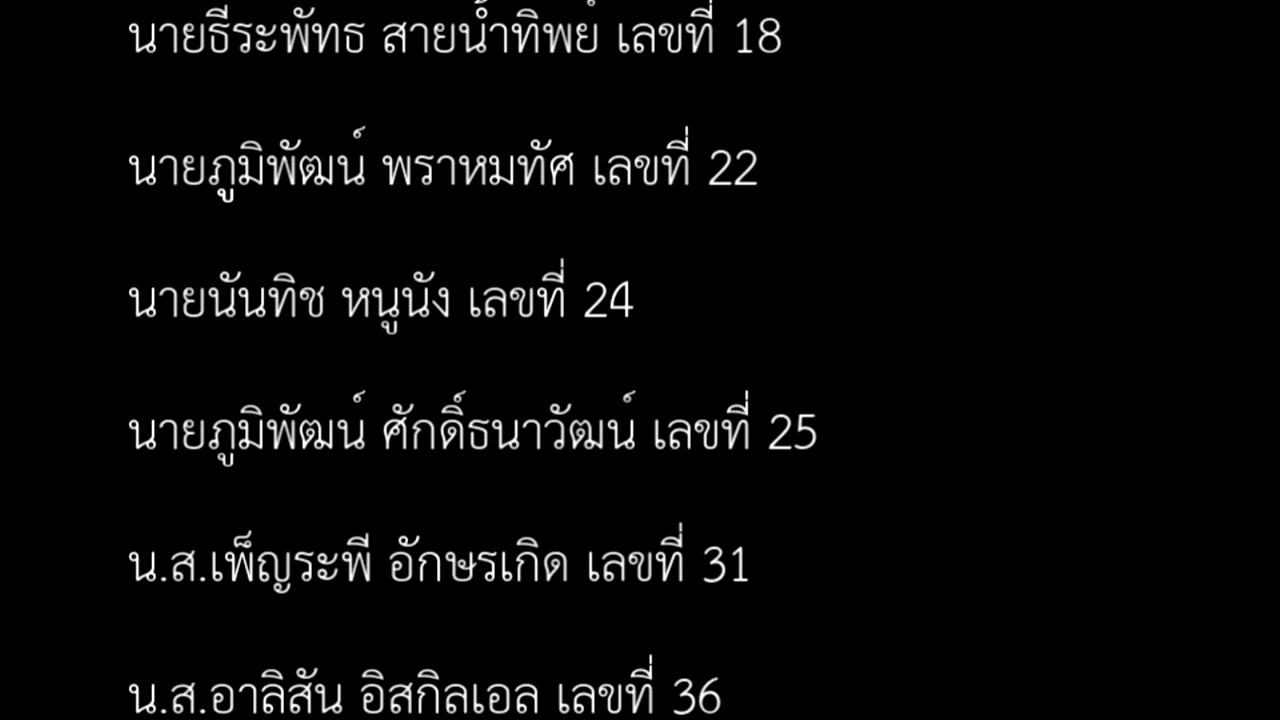 นายธีระพัทธ สายน้ำทิพย์ เลขที่ 18
นายภูมิพัฒน์ พราหมทัศ เลขที่ 22
นายนันทิช หนูนัง เลขที่ 24
นายภูมิพัฒน์ ศักดิ์ธนาวัฒน์ เลขที่ 25
น.ส.เพ็ญระพี อักษรเกิด เลขที่ 31
น.ส.อาลิสัน อิสกิลเอล เลขที่ 36